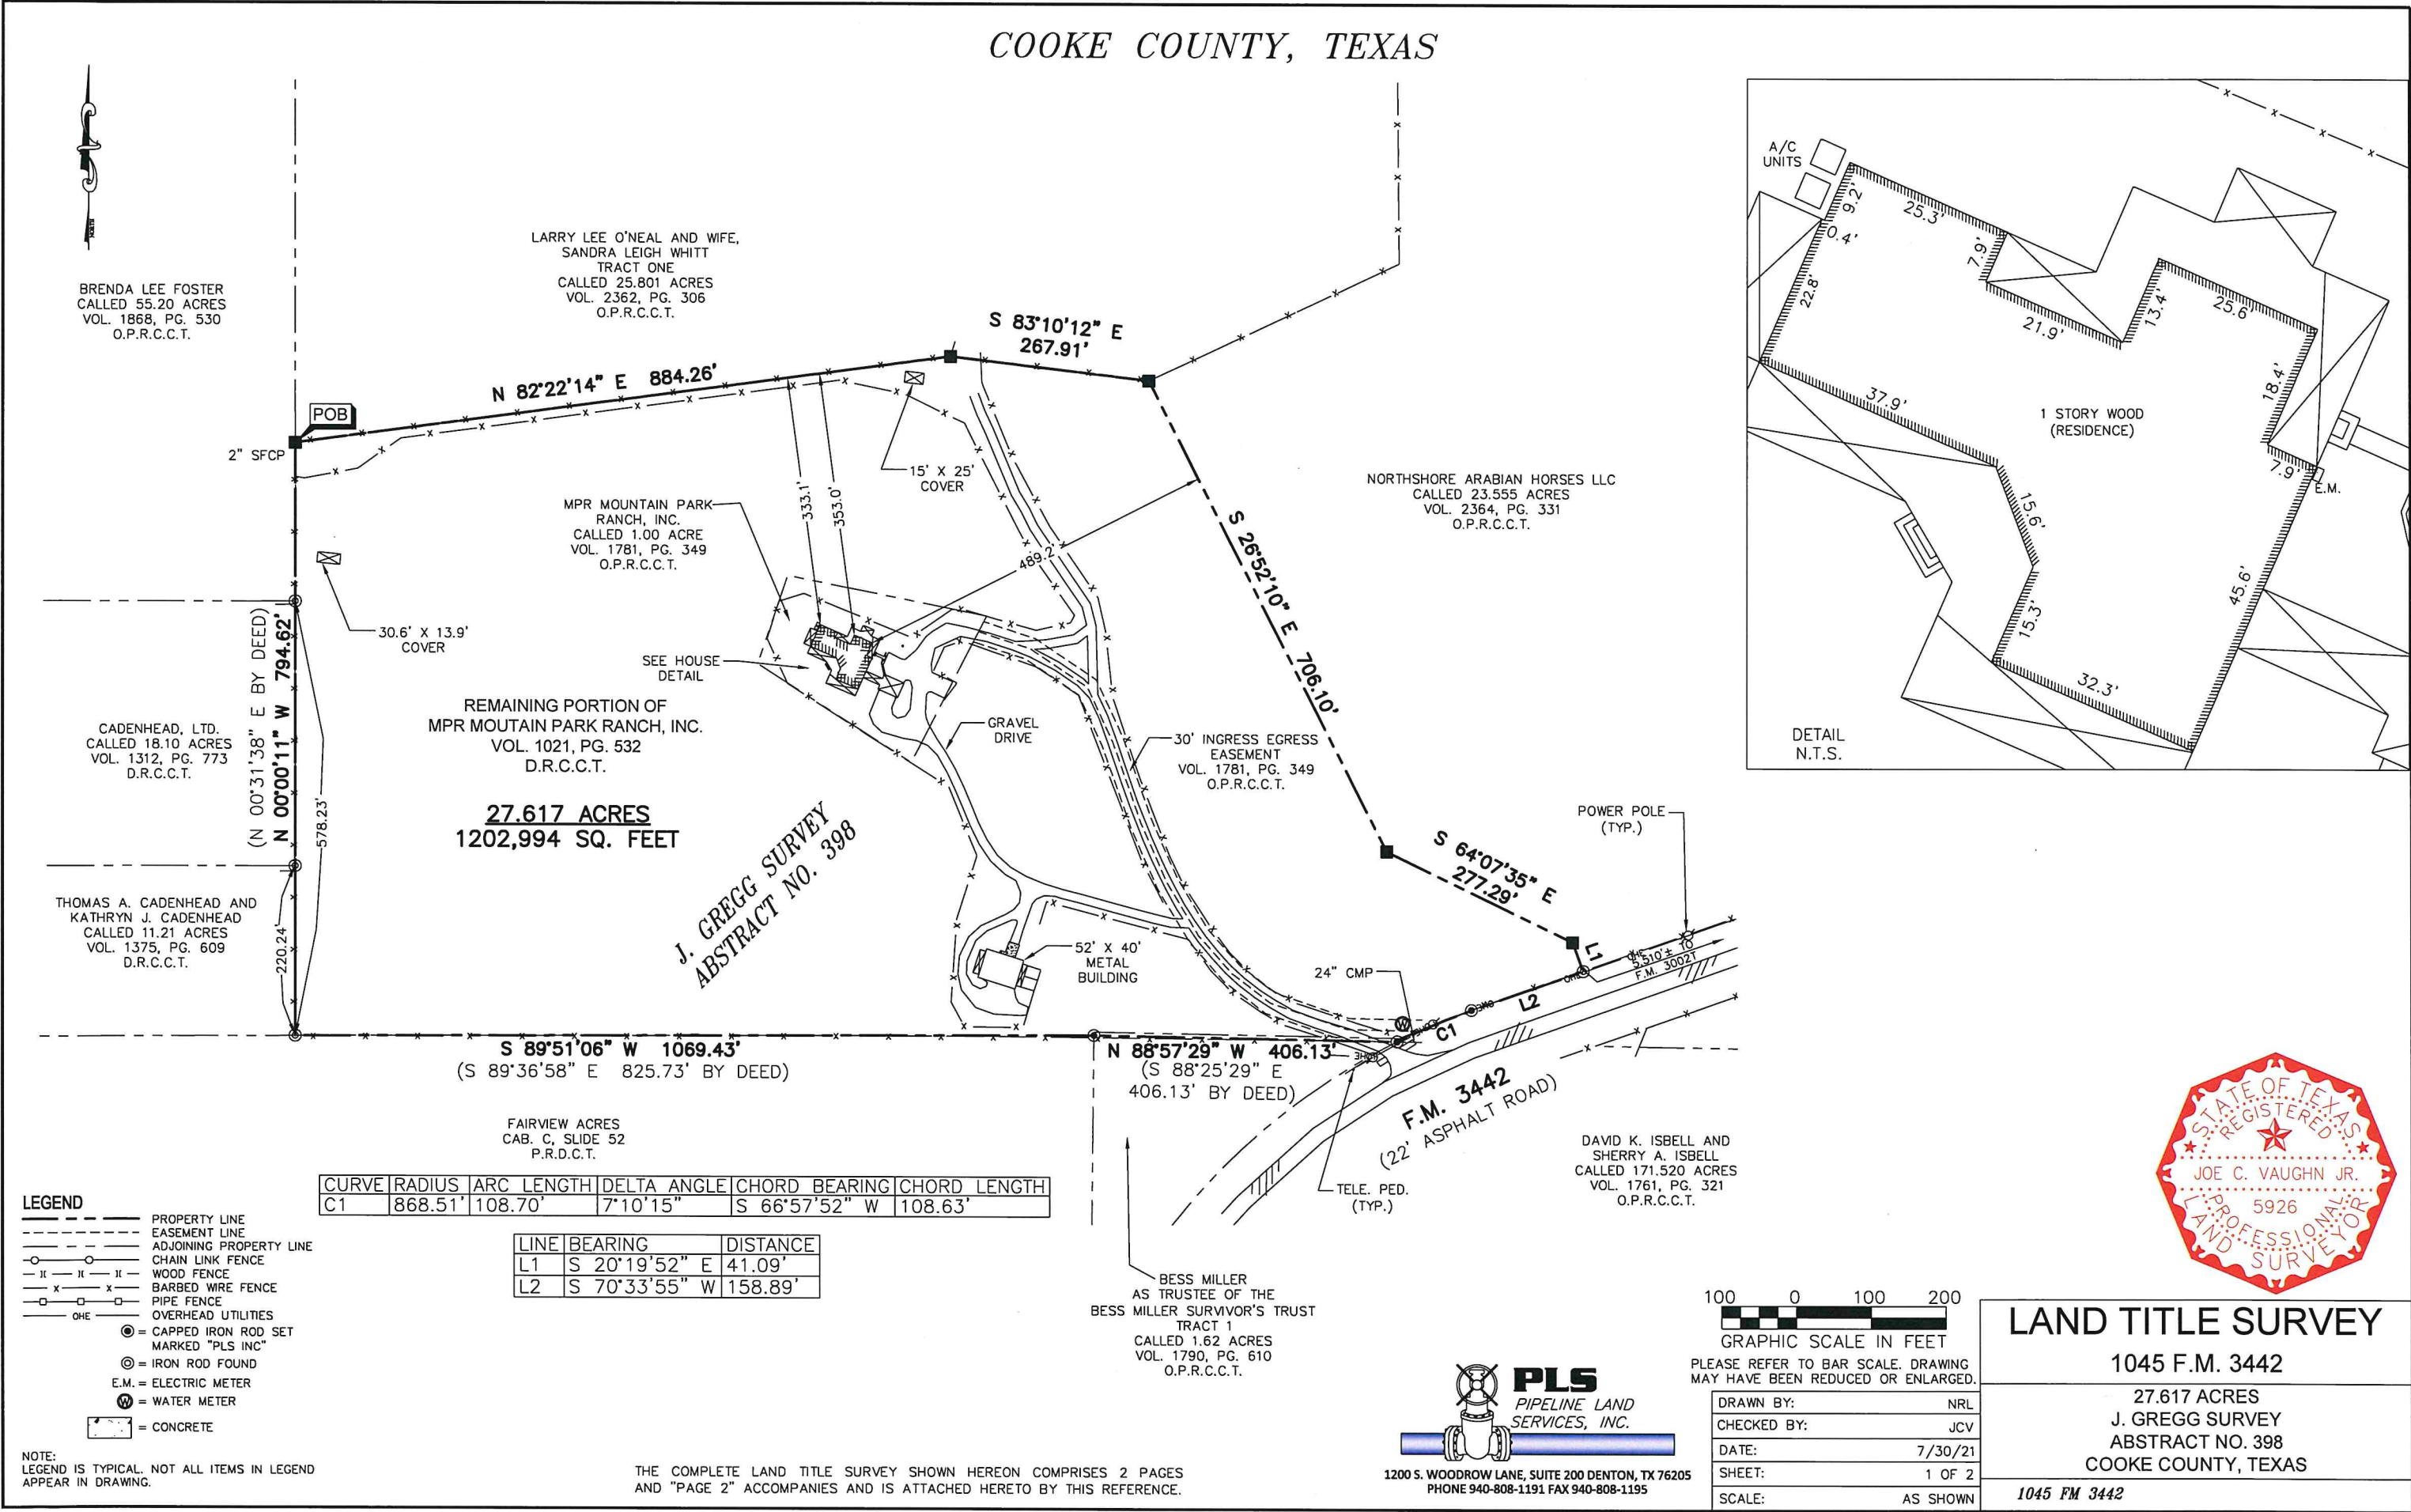 COOKE COUNTY, TEXAS
NORTH
BRENDA LEE FOSTER
CALLED 55.20 ACRES
VOL. 1868, PG. 530
O.P.R.C.C.T.
LARRY LEE O'NEAL AND WIFE,
SANDRA LEIGH WHITT
TRACT ONE
CALLED 25.801 ACRES
VOL. 2362, PG. 306
O.P.R.C.C.T.
S 83°10'12" E
267.91'
N 82°22'14" E 884.26'
POB
2" SFCP
15' X 25'
COVER
333.1'
353.0'
489.2'
MPR MOUNTAIN PARK
RANCH, INC.
CALLED 1.00 ACRE
VOL. 1781, PG. 349
O.P.R.C.C.T.
NORTHSHORE ARABIAN HORSES LLC
CALLED 23.555 ACRES
VOL. 2364, PG. 331
O.P.R.C.C.T.
S 26°52'10" E 706.10'
30.6' X 13.9'
COVER
SEE HOUSE
DETAIL
(N 00°31'38" E BY DEED)
N 00°00'11" W 794.62'
578.23'
220.24'
CADENHEAD, LTD.
CALLED 18.10 ACRES
VOL. 1312, PG. 773
D.R.C.C.T.
REMAINING PORTION OF
MPR MOUTAIN PARK RANCH, INC.
VOL. 1021, PG. 532
D.R.C.C.T.
27.617 ACRES
1202,994 SQ. FEET
GRAVEL
DRIVE
30' INGRESS EGRESS
EASEMENT
VOL. 1781, PG. 349
O.P.R.C.C.T.
J. GREGG SURVEY
ABSTRACT NO. 398
THOMAS A. CADENHEAD AND
KATHRYN J. CADENHEAD
CALLED 11.21 ACRES
VOL. 1375, PG. 609
D.R.C.C.T.
52' X 40'
METAL
BUILDING
S 64°07'35" E
277.29'
POWER POLE
(TYP.)
24" CMP
L1
L2
C1
W
OHE
OHE
OHE
OHE
OHE
5,510'± TO
F.M. 3002T
S 89°51'06" W 1069.43'
(S 89°36'58" E 825.73' BY DEED)
N 88°57'29" W 406.13'
(S 88°25'29" E
406.13' BY DEED)
F.M. 3442
(22' ASPHALT ROAD)
TELE. PED.
(TYP.)
FAIRVIEW ACRES
CAB. C, SLIDE 52
P.R.D.C.T.
DAVID K. ISBELL AND
SHERRY A. ISBELL
CALLED 171.520 ACRES
VOL. 1761, PG. 321
O.P.R.C.C.T.
BESS MILLER
AS TRUSTEE OF THE
BESS MILLER SURVIVOR'S TRUST
TRACT 1
CALLED 1.62 ACRES
VOL. 1790, PG. 610
O.P.R.C.C.T.
A/C
UNITS
9.2'
25.3'
0.4'
7.9'
22.8'
21.9'
13.4'
25.6'
18.4'
37.9'
1 STORY WOOD
(RESIDENCE)
7.9'
E.M.
15.6'
15.3'
45.6'
32.3'
DETAIL
N.T.S.
CURVE RADIUS ARC LENGTH DELTA ANGLE CHORD BEARING CHORD LENGTH
C1 868.51' 108.70' 7°10'15" S 66°57'52" W 108.63'
LINE BEARING DISTANCE
L1 S 20°19'52" E 41.09'
L2 S 70°33'55" W 158.89'
LEGEND
PROPERTY LINE
EASEMENT LINE
ADJOINING PROPERTY LINE
CHAIN LINK FENCE
WOOD FENCE
BARBED WIRE FENCE
PIPE FENCE
OHE OVERHEAD UTILITIES
= CAPPED IRON ROD SET
MARKED "PLS INC"
= IRON ROD FOUND
E.M. = ELECTRIC METER
W = WATER METER
= CONCRETE
NOTE:
LEGEND IS TYPICAL. NOT ALL ITEMS IN LEGEND
APPEAR IN DRAWING.
THE COMPLETE LAND TITLE SURVEY SHOWN HEREON COMPRISES 2 PAGES
AND "PAGE 2" ACCOMPANIES AND IS ATTACHED HERETO BY THIS REFERENCE.
PLS
PIPELINE LAND
SERVICES, INC.
1200 S. WOODROW LANE, SUITE 200 DENTON, TX 76205
PHONE 940-808-1191 FAX 940-808-1195
100 0 100 200
GRAPHIC SCALE IN FEET
PLEASE REFER TO BAR SCALE. DRAWING
MAY HAVE BEEN REDUCED OR ENLARGED.
DRAWN BY: NRL
CHECKED BY: JCV
DATE: 7/30/21
SHEET: 1 OF 2
SCALE: AS SHOWN
STATE OF TEXAS
REGISTERED
JOE C. VAUGHN JR.
5926
PROFESSIONAL
LAND SURVEYOR
LAND TITLE SURVEY
1045 F.M. 3442
27.617 ACRES
J. GREGG SURVEY
ABSTRACT NO. 398
COOKE COUNTY, TEXAS
1045 FM 3442